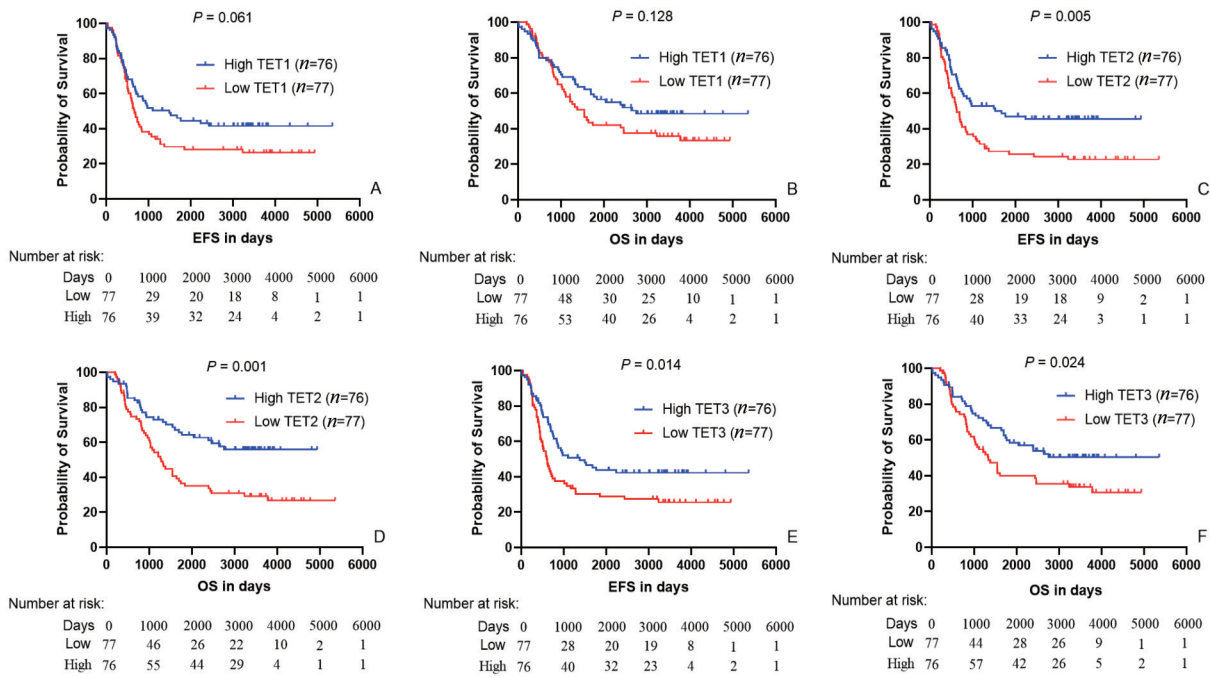 P = 0.061
Probability of Survival
100
80
60
40
20
0
High TET1 (n=76)
Low TET1 (n=77)
A
0 1000 2000 3000 4000 5000 6000
EFS in days
Number at risk:
Days 0 1000 2000 3000 4000 5000 6000
Low 77 29 20 18 8 1 1
High 76 39 32 24 4 2 1
P = 0.128
Probability of Survival
100
80
60
40
20
0
High TET1 (n=76)
Low TET1 (n=77)
B
0 1000 2000 3000 4000 5000 6000
OS in days
Number at risk:
Days 0 1000 2000 3000 4000 5000 6000
Low 77 48 30 25 10 1 1
High 76 53 40 26 4 2 1
P = 0.005
Probability of Survival
100
80
60
40
20
0
High TET2 (n=76)
Low TET2 (n=77)
C
0 1000 2000 3000 4000 5000 6000
EFS in days
Number at risk:
Days 0 1000 2000 3000 4000 5000 6000
Low 77 28 19 18 9 2 1
High 76 40 33 24 3 1 1
P = 0.001
Probability of Survival
100
80
60
40
20
0
High TET2 (n=76)
Low TET2 (n=77)
D
0 1000 2000 3000 4000 5000 6000
OS in days
Number at risk:
Days 0 1000 2000 3000 4000 5000 6000
Low 77 46 26 22 10 2 1
High 76 55 44 29 4 1 1
P = 0.014
Probability of Survival
100
80
60
40
20
0
High TET3 (n=76)
Low TET3 (n=77)
E
0 1000 2000 3000 4000 5000 6000
EFS in days
Number at risk:
Days 0 1000 2000 3000 4000 5000 6000
Low 77 28 20 19 8 1 1
High 76 40 32 23 4 2 1
P = 0.024
Probability of Survival
100
80
60
40
20
0
High TET3 (n=76)
Low TET3 (n=77)
F
0 1000 2000 3000 4000 5000 6000
OS in days
Number at risk:
Days 0 1000 2000 3000 4000 5000 6000
Low 77 44 28 26 9 1 1
High 76 57 42 26 5 2 1